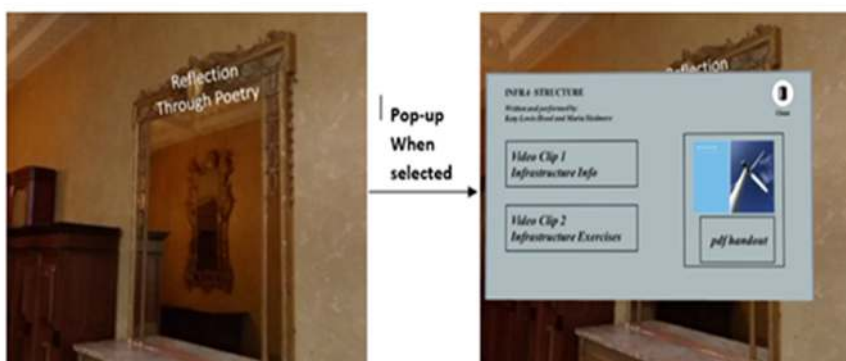 Reflection
Through Poetry
Pop-up
When
selected
Reflection
INFRA STRUCTURE
Written and performed by:
Close
Video Clip 1
Infrastructure Info
Video Clip 2
Infrastructure Exercises
pdf handout